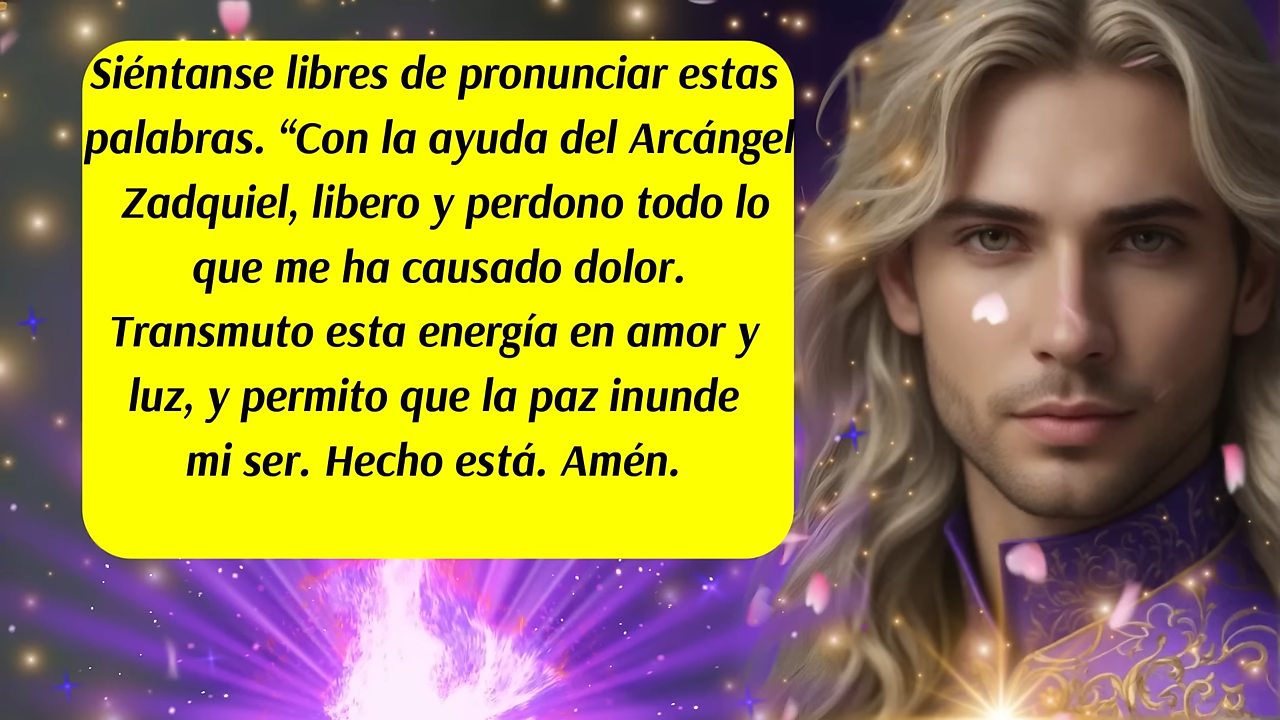 Siéntanse libres de pronunciar estas
palabras. “Con la ayuda del Arcángel
Zadquiel, libero y perdono todo lo
que me ha causado dolor.
Transmuto esta energía en amor y
luz, y permito que la paz inunde
mi ser. Hecho está. Amén.